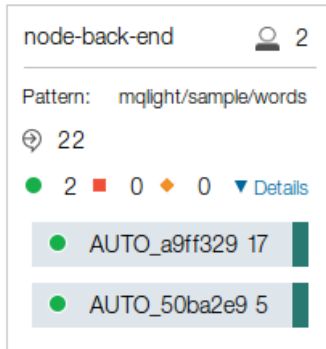 node-back-end 2
Pattern: mqlight/sample/words
22
2 0 0 Details
AUTO_a9ff329 17
AUTO_50ba2e9 5